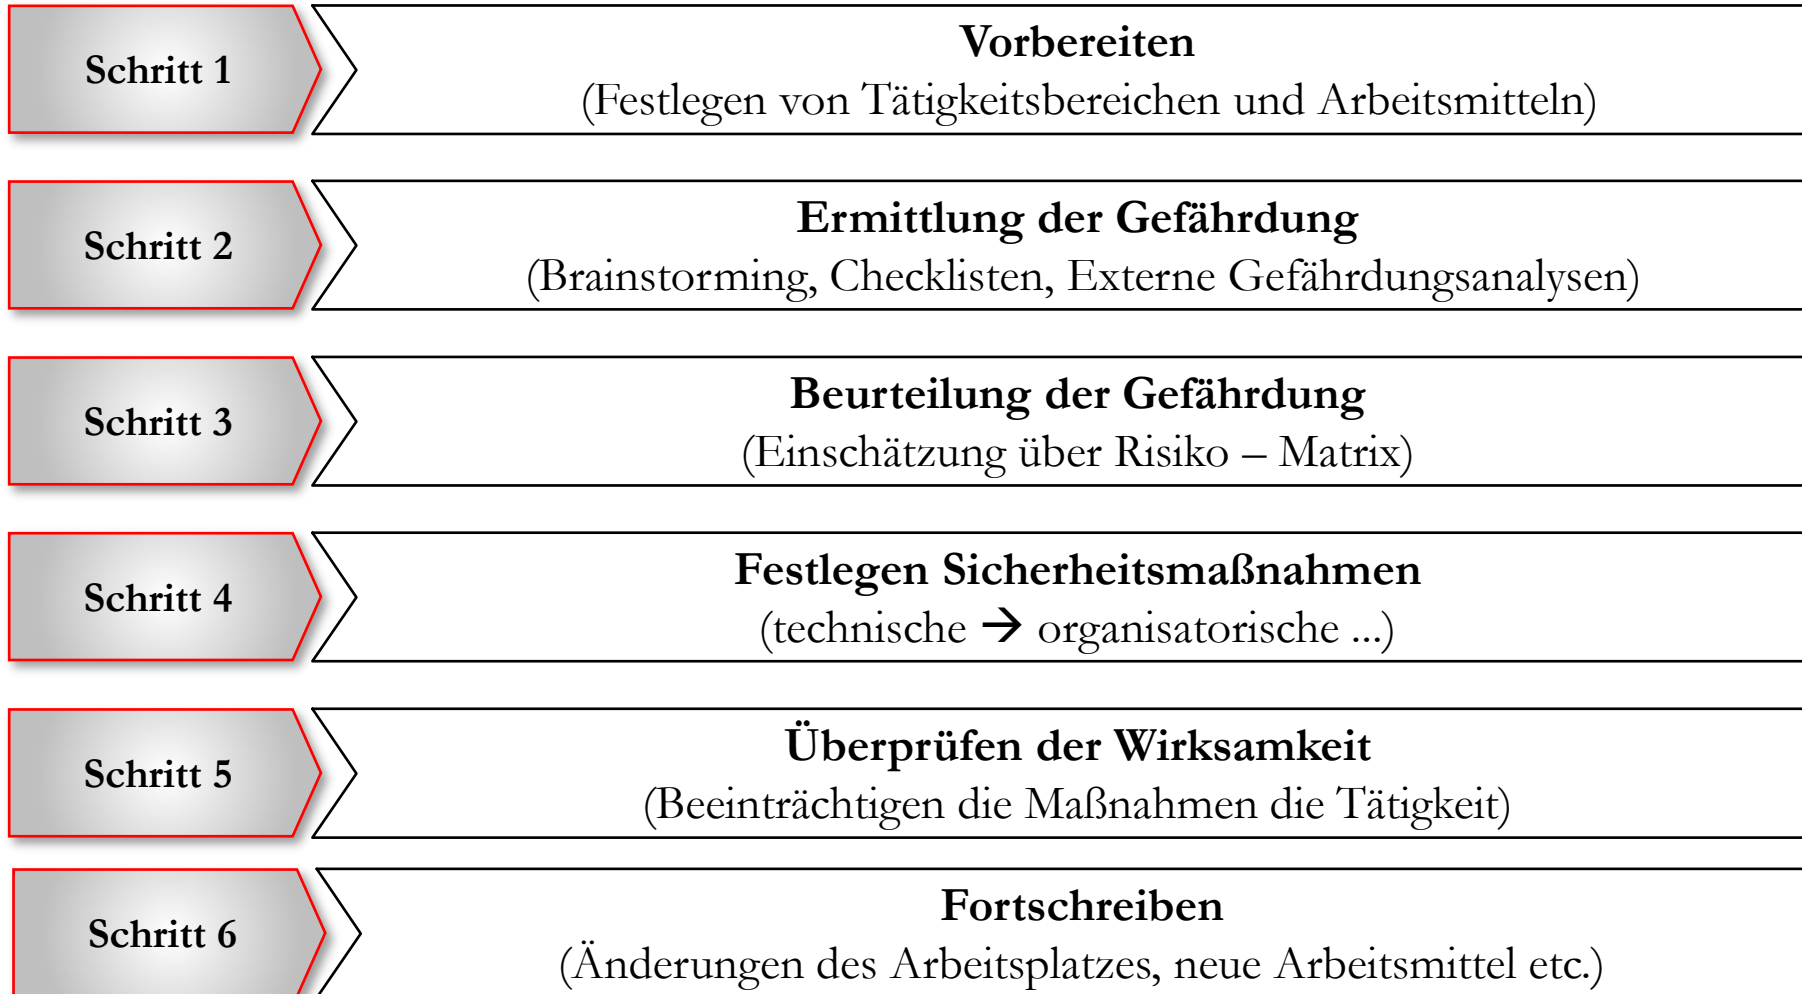 Schritt 1
Vorbereiten
(Festlegen von Tätigkeitsbereichen und Arbeitsmitteln)
Schritt 2
Ermittlung der Gefährdung
(Brainstorming, Checklisten, Externe Gefährdungsanalysen)
Schritt 3
Beurteilung der Gefährdung
(Einschätzung über Risiko – Matrix)
Schritt 4
Festlegen Sicherheitsmaßnahmen
(technische → organisatorische ...)
Schritt 5
Überprüfen der Wirksamkeit
(Beeinträchtigen die Maßnahmen die Tätigkeit)
Schritt 6
Fortschreiben
(Änderungen des Arbeitsplatzes, neue Arbeitsmittel etc.)